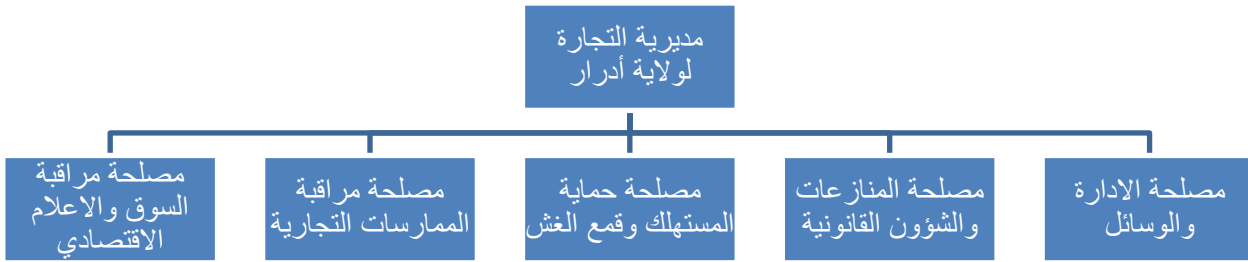 مديرية التجارة
لولاية أدرار
مصلحة الادارة
والوسائل
مصلحة المنازعات
والشؤون القانونية
مصلحة حماية
المستهلك وقمع الغش
مصلحة مراقبة
الممارسات التجارية
مصلحة مراقبة
السوق والاعلام
الاقتصادي